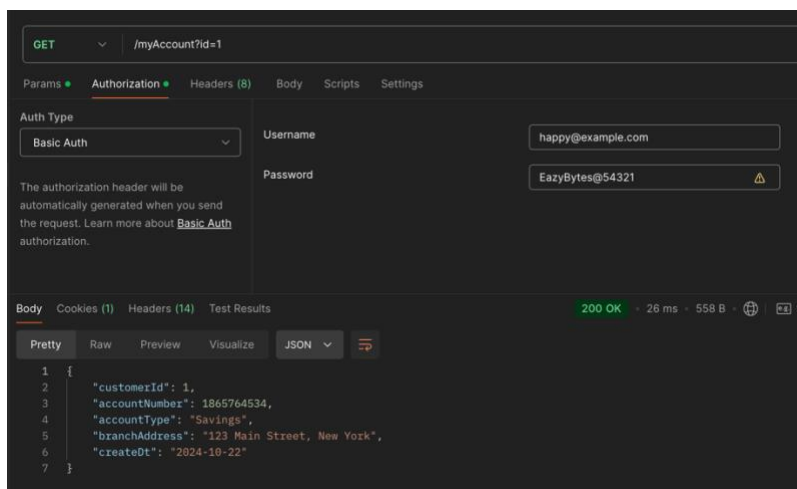 GET /myAccount?id=1
Params Authorization Headers (8) Body Scripts Settings
Auth Type
Basic Auth
The authorization header will be
automatically generated when you send
the request. Learn more about Basic Auth
authorization.
Username happy@example.com
Password EazyBytes@54321
Body Cookies (1) Headers (14) Test Results 200 OK 26 ms 558 B
Pretty Raw Preview Visualize JSON
1 {
2 "customerId": 1,
3 "accountNumber": 1865764534,
4 "accountType": "Savings",
5 "branchAddress": "123 Main Street, New York",
6 "createDt": "2024-10-22"
7 }